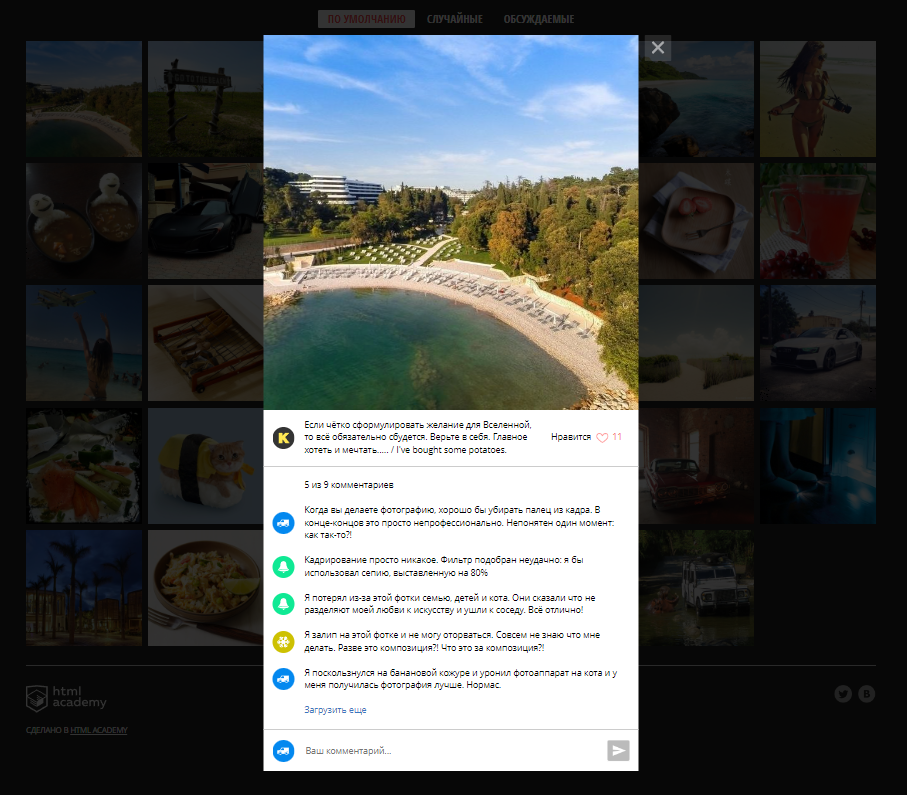 ПО УМОЛЧАНИЮ
СЛУЧАЙНЫЕ
ОБСУЖДАЕМЫЕ
Если чётко сформулировать желание для Вселенной,
то всё обязательно сбудется. Верьте в себя. Главное
хотеть и мечтать..... / I've bought some potatoes.
Нравится 11
5 из 9 комментариев
Когда вы делаете фотографию, хорошо бы убирать палец из кадра. В
конце-концов это просто непрофессионально. Непонятен один момент:
как так-то?!
Кадрирование просто никакое. Фильтр подобран неудачно: я бы
использовал сепию, выставленную на 80%
Я потерял из-за этой фотки семью, детей и кота. Они сказали что не
разделяют моей любви к искусству и ушли к соседу. Всё отлично!
Я залип на этой фотке и не могу оторваться. Совсем не знаю что мне
делать. Разве это композиция?! Что это за композиция?!
Я поскользнулся на банановой кожуре и уронил фотоаппарат на кота и у
меня получилась фотография лучше. Нормас.
Загрузить еще
Ваш комментарий...
html
academy
СДЕЛАНО В HTML ACADEMY